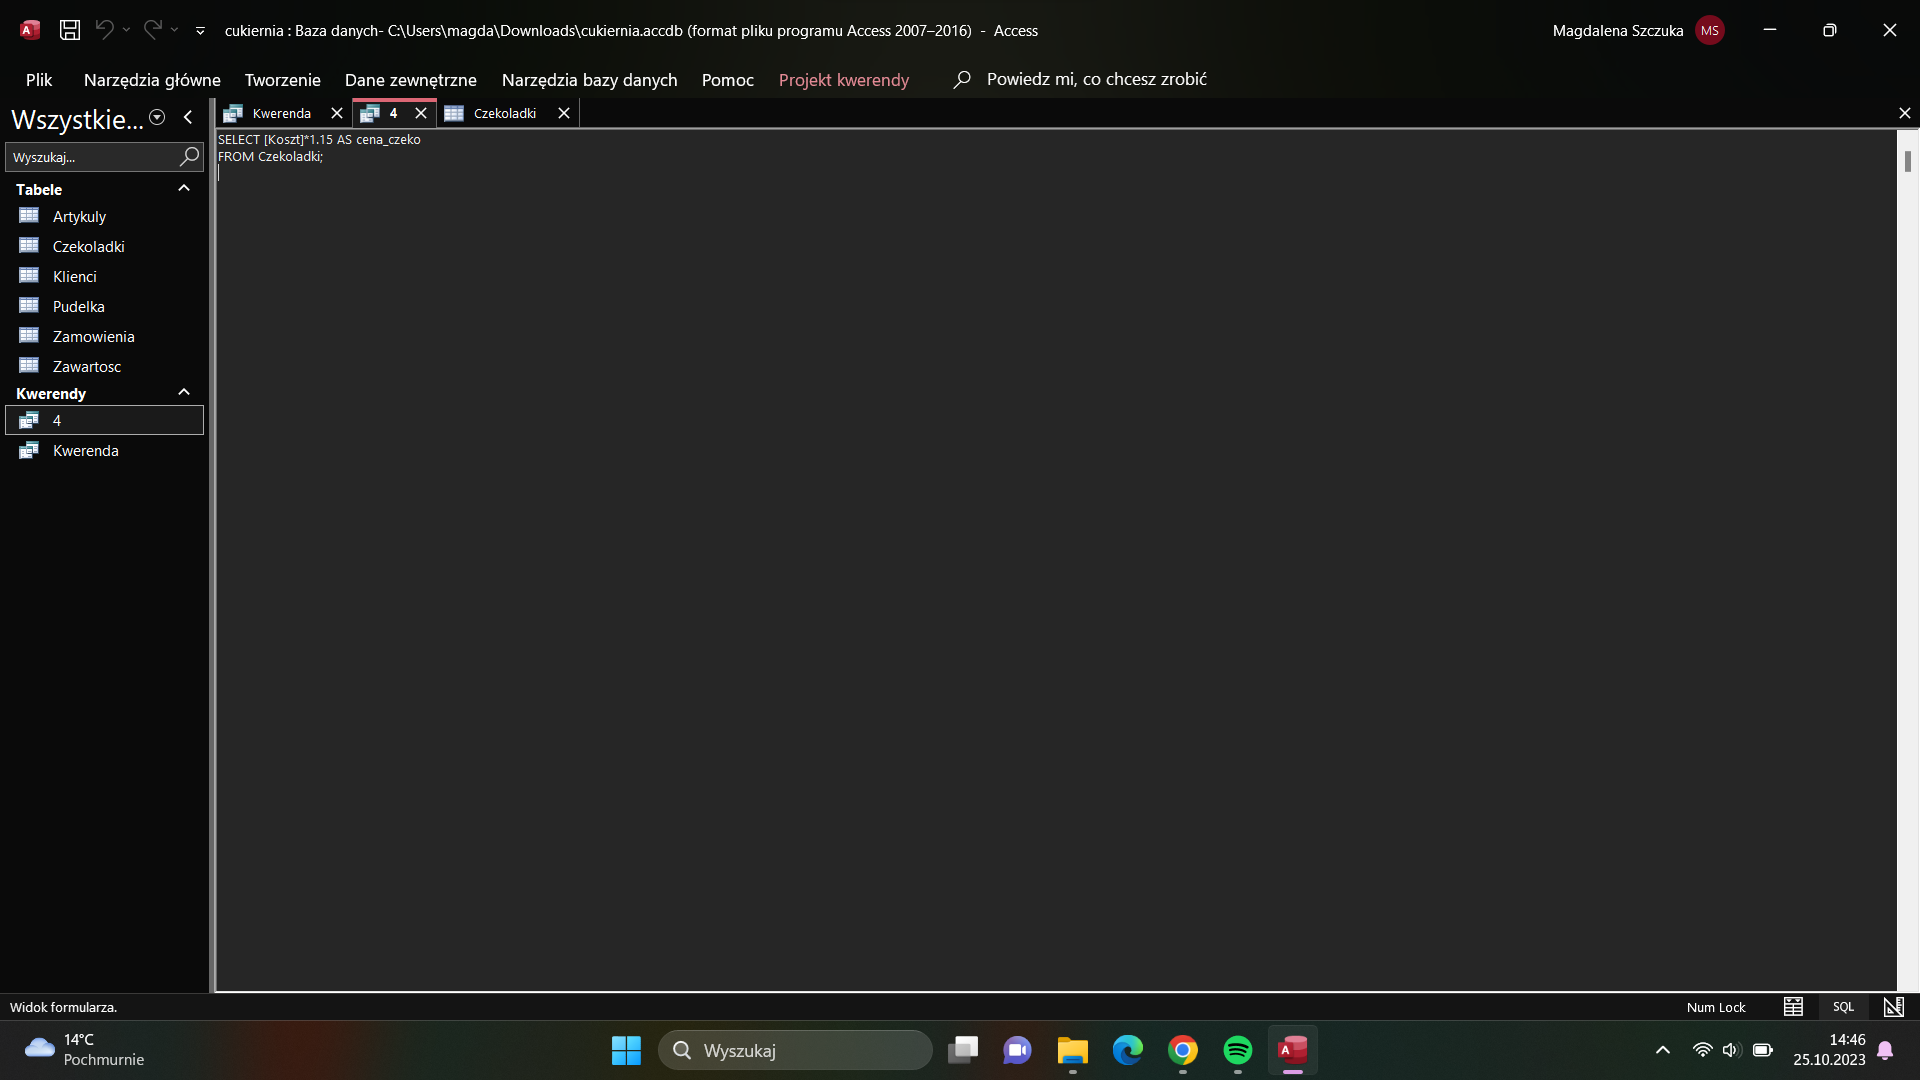 cukiernia : Baza danych- C:\Users\magda\Downloads\cukiernia.accdb (format pliku programu Access 2007–2016) - Access
Magdalena Szczuka
MS
Plik
Narzędzia główne
Tworzenie
Dane zewnętrzne
Narzędzia bazy danych
Pomoc
Projekt kwerendy
Powiedz mi, co chcesz zrobić
Wszystkie...
Kwerenda
4
Czekoladki
Wyszukaj...
SELECT [Koszt]*1.15 AS cena_czeko
FROM Czekoladki;
Tabele
Artykuly
Czekoladki
Klienci
Pudelka
Zamowienia
Zawartosc
Kwerendy
4
Kwerenda
Widok formularza.
Num Lock
SQL
14°C
Pochmurnie
Wyszukaj
14:46
25.10.2023